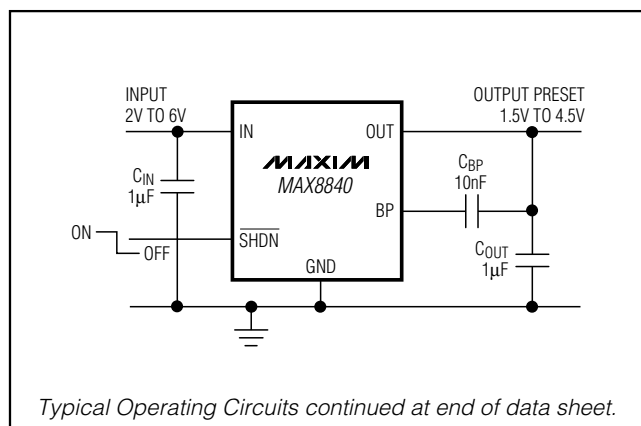 INPUT
2V TO 6V
OUTPUT PRESET
1.5V TO 4.5V
IN
OUT
MAXIM
MAX8840
CIN
1µF
CBP
10nF
BP
ON
OFF
SHDN
GND
COUT
1µF
Typical Operating Circuits continued at end of data sheet.